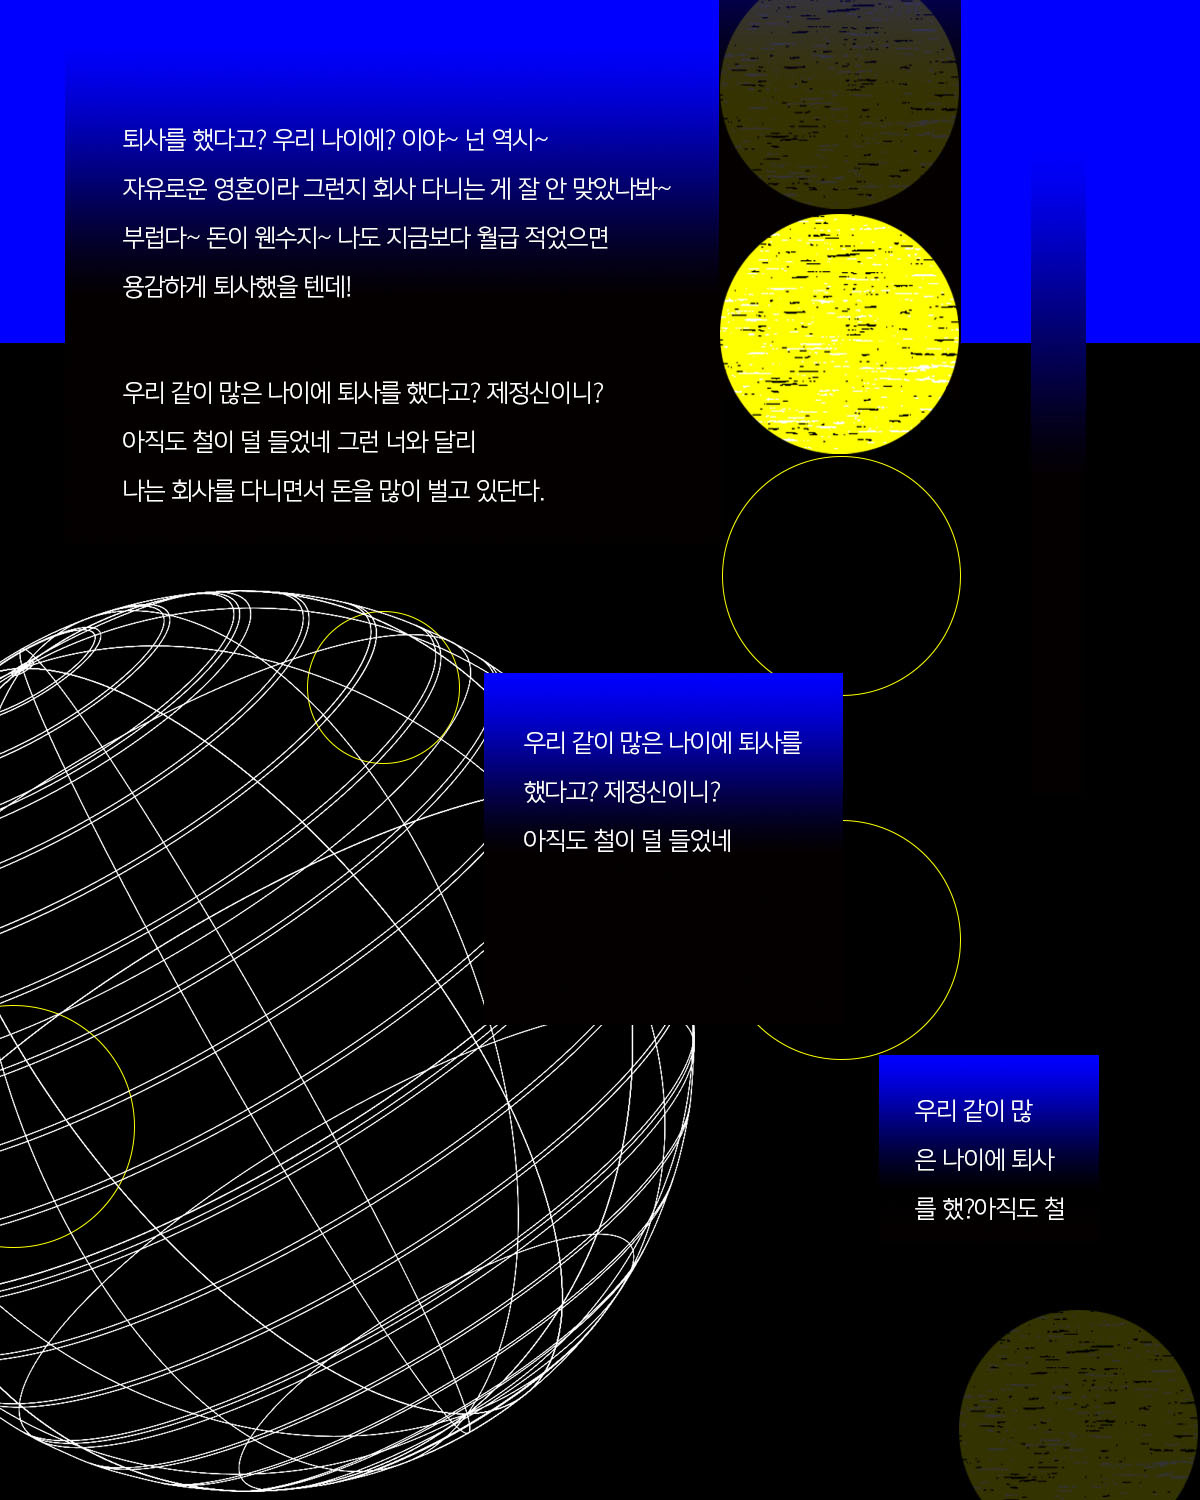 퇴사를 했다고? 우리 나이에? 이야~ 넌 역시~
자유로운 영혼이라 그런지 회사 다니는 게 잘 안 맞았나봐~
부럽다~ 돈이 웬수지~ 나도 지금보다 월급 적었으면
용감하게 퇴사했을 텐데!
우리 같이 많은 나이에 퇴사를 했다고? 제정신이니?
아직도 철이 덜 들었네 그런 너와 달리
나는 회사를 다니면서 돈을 많이 벌고 있단다.
우리 같이 많은 나이에 퇴사를
했다고? 제정신이니?
아직도 철이 덜 들었네
우리 같이 많
은 나이에 퇴사
를 했?아직도 철